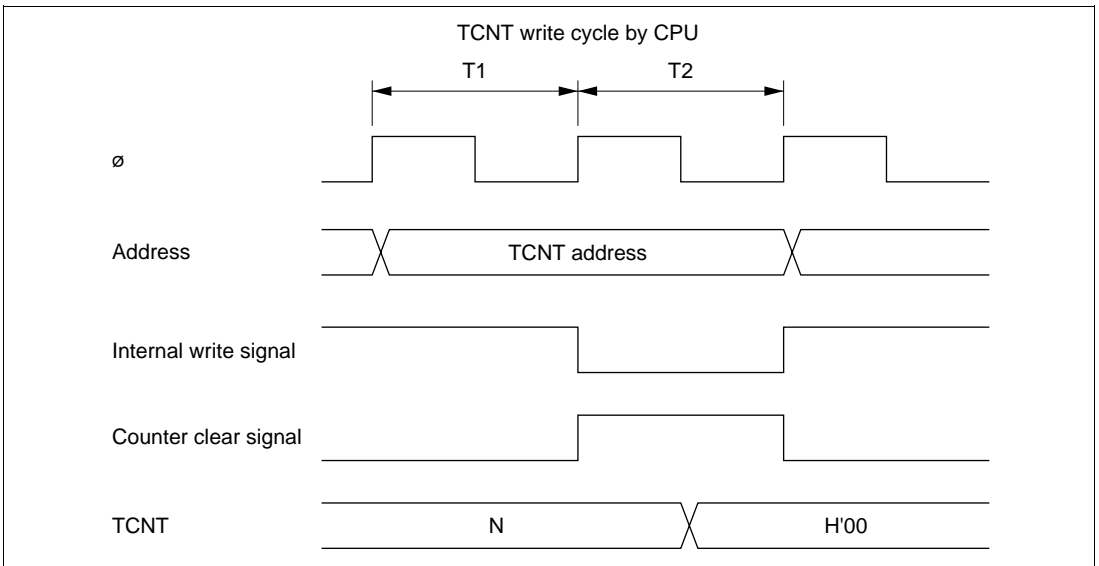 TCNT write cycle by CPU
T1 T2
ø
Address TCNT address
Internal write signal
Counter clear signal
TCNT N H'00